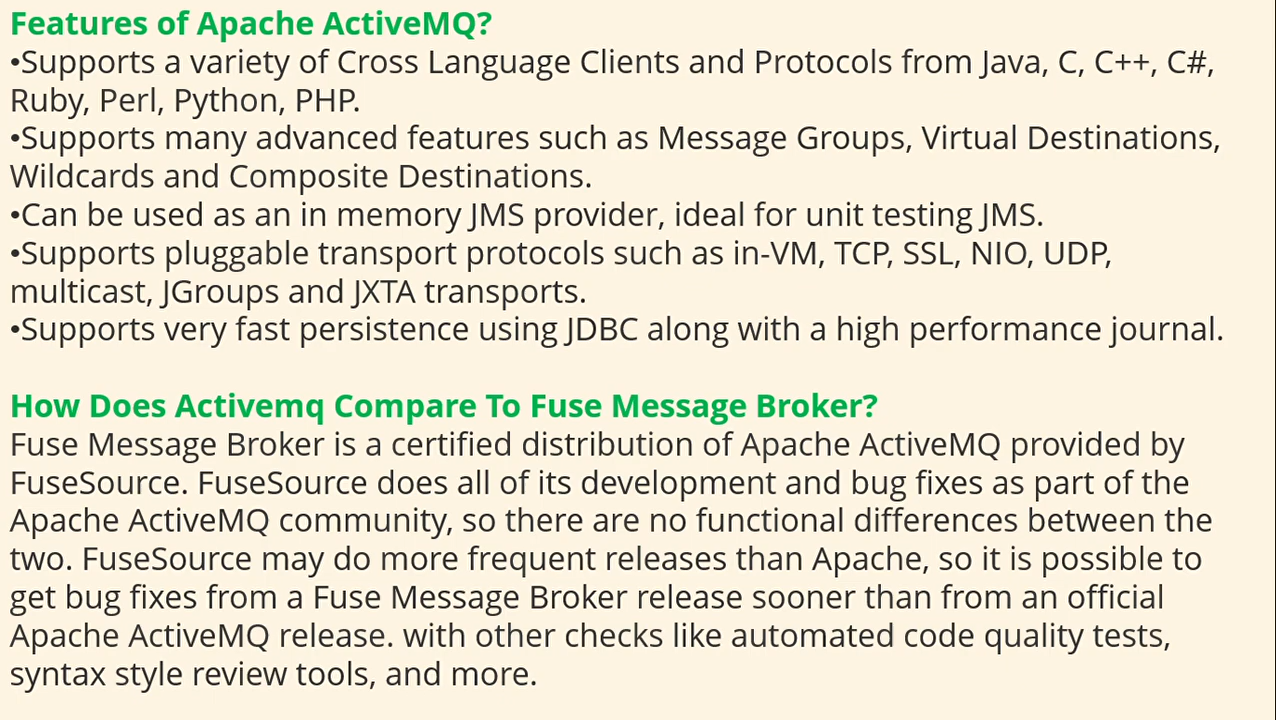 Features of Apache ActiveMQ?
•Supports a variety of Cross Language Clients and Protocols from Java, C, C++, C#,
Ruby, Perl, Python, PHP.
•Supports many advanced features such as Message Groups, Virtual Destinations,
Wildcards and Composite Destinations.
•Can be used as an in memory JMS provider, ideal for unit testing JMS.
•Supports pluggable transport protocols such as in-VM, TCP, SSL, NIO, UDP,
multicast, JGroups and JXTA transports.
•Supports very fast persistence using JDBC along with a high performance journal.
How Does Activemq Compare To Fuse Message Broker?
Fuse Message Broker is a certified distribution of Apache ActiveMQ provided by
FuseSource. FuseSource does all of its development and bug fixes as part of the
Apache ActiveMQ community, so there are no functional differences between the
two. FuseSource may do more frequent releases than Apache, so it is possible to
get bug fixes from a Fuse Message Broker release sooner than from an official
Apache ActiveMQ release. with other checks like automated code quality tests,
syntax style review tools, and more.